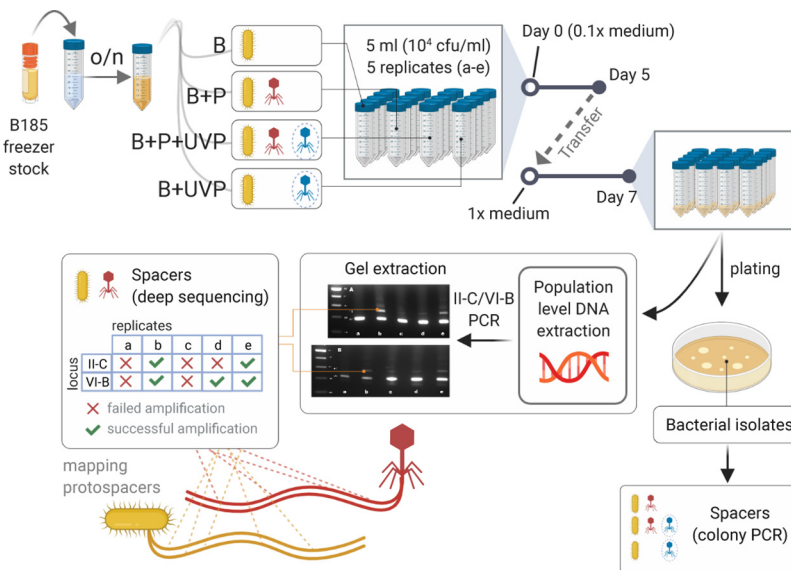 B185
freezer
stock
o/n
B
B+P
B+P+UVP
B+UVP
5 ml (10⁴ cfu/ml)
5 replicates (a-e)
Day 0 (0.1x medium)
Day 5
Transfer
1x medium
Day 7
plating
Bacterial isolates
Spacers
(colony PCR)
Population
level DNA
extraction
II-C/VI-B
PCR
Gel extraction
A
a b c d e
B
a b c d e
Spacers
(deep sequencing)
replicates
a b c d e
locus
II-C
VI-B
failed amplification
successful amplification
mapping
protospacers